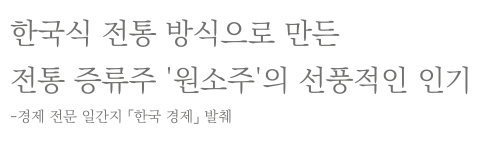 한국식 전통 방식으로 만든
전통 증류주 '원소주'의 선풍적인 인기
-경제 전문 일간지 「한국 경제」 발췌